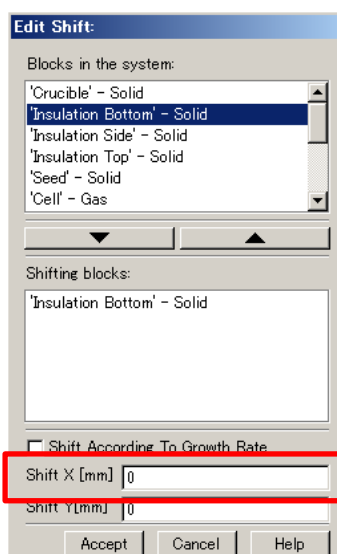 Edit Shift:
Blocks in the system:
'Crucible' - Solid
'Insulation Bottom' - Solid
'Insulation Side' - Solid
'Insulation Top' - Solid
'Seed' - Solid
'Cell' - Gas
Shifting blocks:
'Insulation Bottom' - Solid
Shift According To Growth Rate
Shift X [mm] 0
Shift Y[mm] 0
Accept Cancel Help